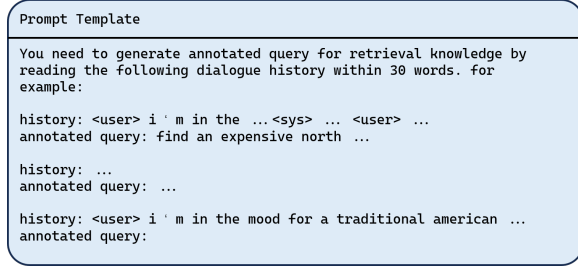 Prompt Template
You need to generate annotated query for retrieval knowledge by
reading the following dialogue history within 30 words. for
example:
history: <user> i ' m in the ...<sys> ... <user> ...
annotated query: find an expensive north ...
history: ...
annotated query: ...
history: <user> i ' m in the mood for a traditional american ...
annotated query: